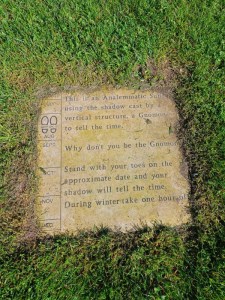 This is an Analemmatic Sun
using the shadow cast by
vertical structure, a Gnomon
to tell the time.
Why don't you be the Gnomon
Stand with your toes on the
approximate date and your
shadow will tell the time.
During winter take one hour
NOV